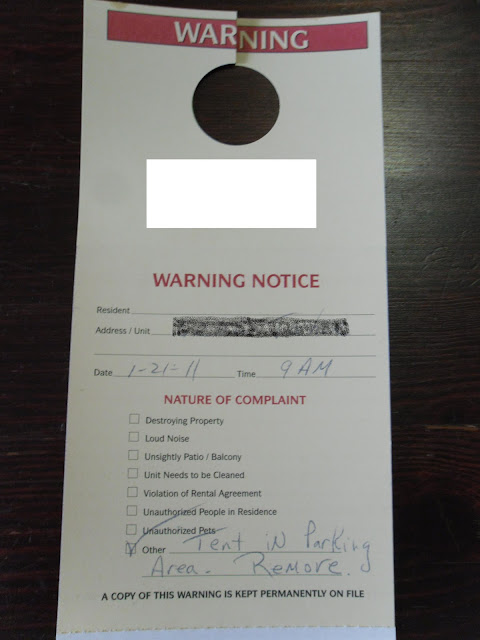 WARNING
WARNING NOTICE
Resident
Address / Unit
Date 1-21-11 Time 9 AM
NATURE OF COMPLAINT
Destroying Property
Loud Noise
Unsightly Patio / Balcony
Unit Needs to be Cleaned
Violation of Rental Agreement
Unauthorized People in Residence
Unauthorized Pets
Other Tent iN Parking
Area. Remove.
A COPY OF THIS WARNING IS KEPT PERMANENTLY ON FILE